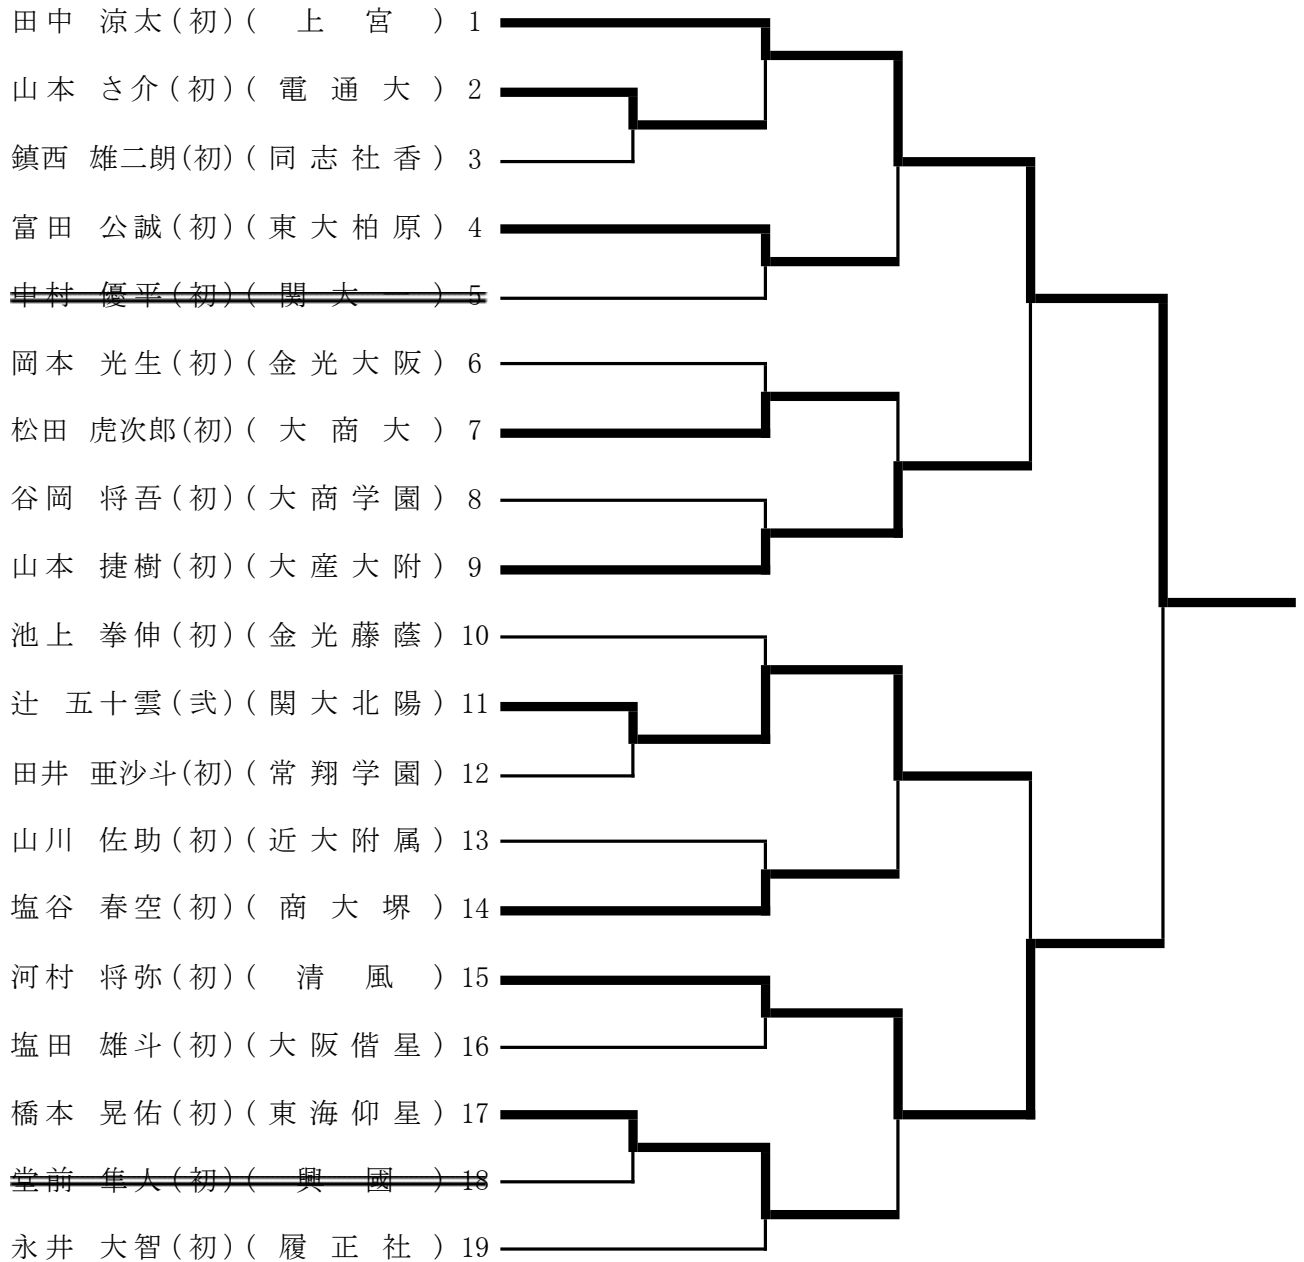 田中 涼太(初)( 上 宮 ) 1
山本 さ介(初)( 電 通 大 ) 2
鎮西 雄二朗(初)( 同 志 社 香 ) 3
富田 公誠(初)( 東 大 柏 原 ) 4
中村 優平(初)( 関 大 一 ) 5
岡本 光生(初)( 金 光 大 阪 ) 6
松田 虎次郎(初)( 大 商 大 ) 7
谷岡 将吾(初)( 大 商 学 園 ) 8
山本 捷樹(初)( 大 産 大 附 ) 9
池上 拳伸(初)( 金 光 藤 蔭 ) 10
辻 五十雲(弐)( 関 大 北 陽 ) 11
田井 亜沙斗(初)( 常 翔 学 園 ) 12
山川 佐助(初)( 近 大 附 属 ) 13
塩谷 春空(初)( 商 大 堺 ) 14
河村 将弥(初)( 清 風 ) 15
塩田 雄斗(初)( 大 阪 偕 星 ) 16
橋本 晃佑(初)( 東 海 仰 星 ) 17
堂前 隼人(初)( 興 國 ) 18
永井 大智(初)( 履 正 社 ) 19